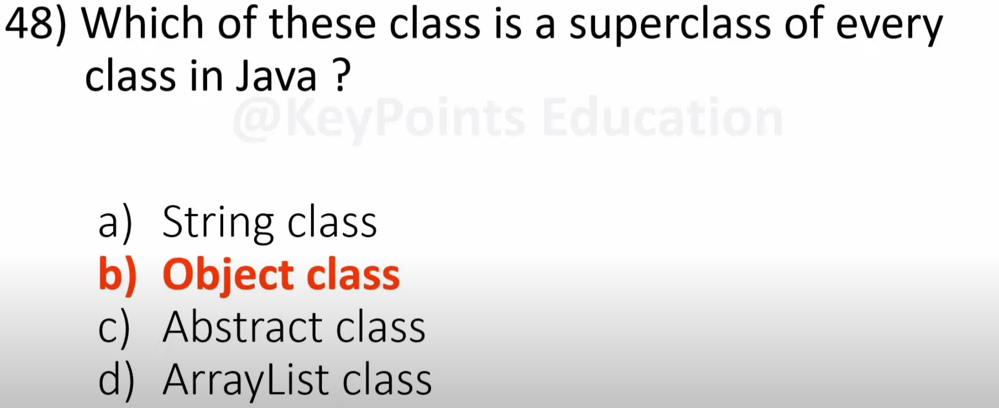 48) Which of these class is a superclass of every
class in Java ?
@KeyPoints Education
a) String class
b) Object class
c) Abstract class
d) ArrayList class